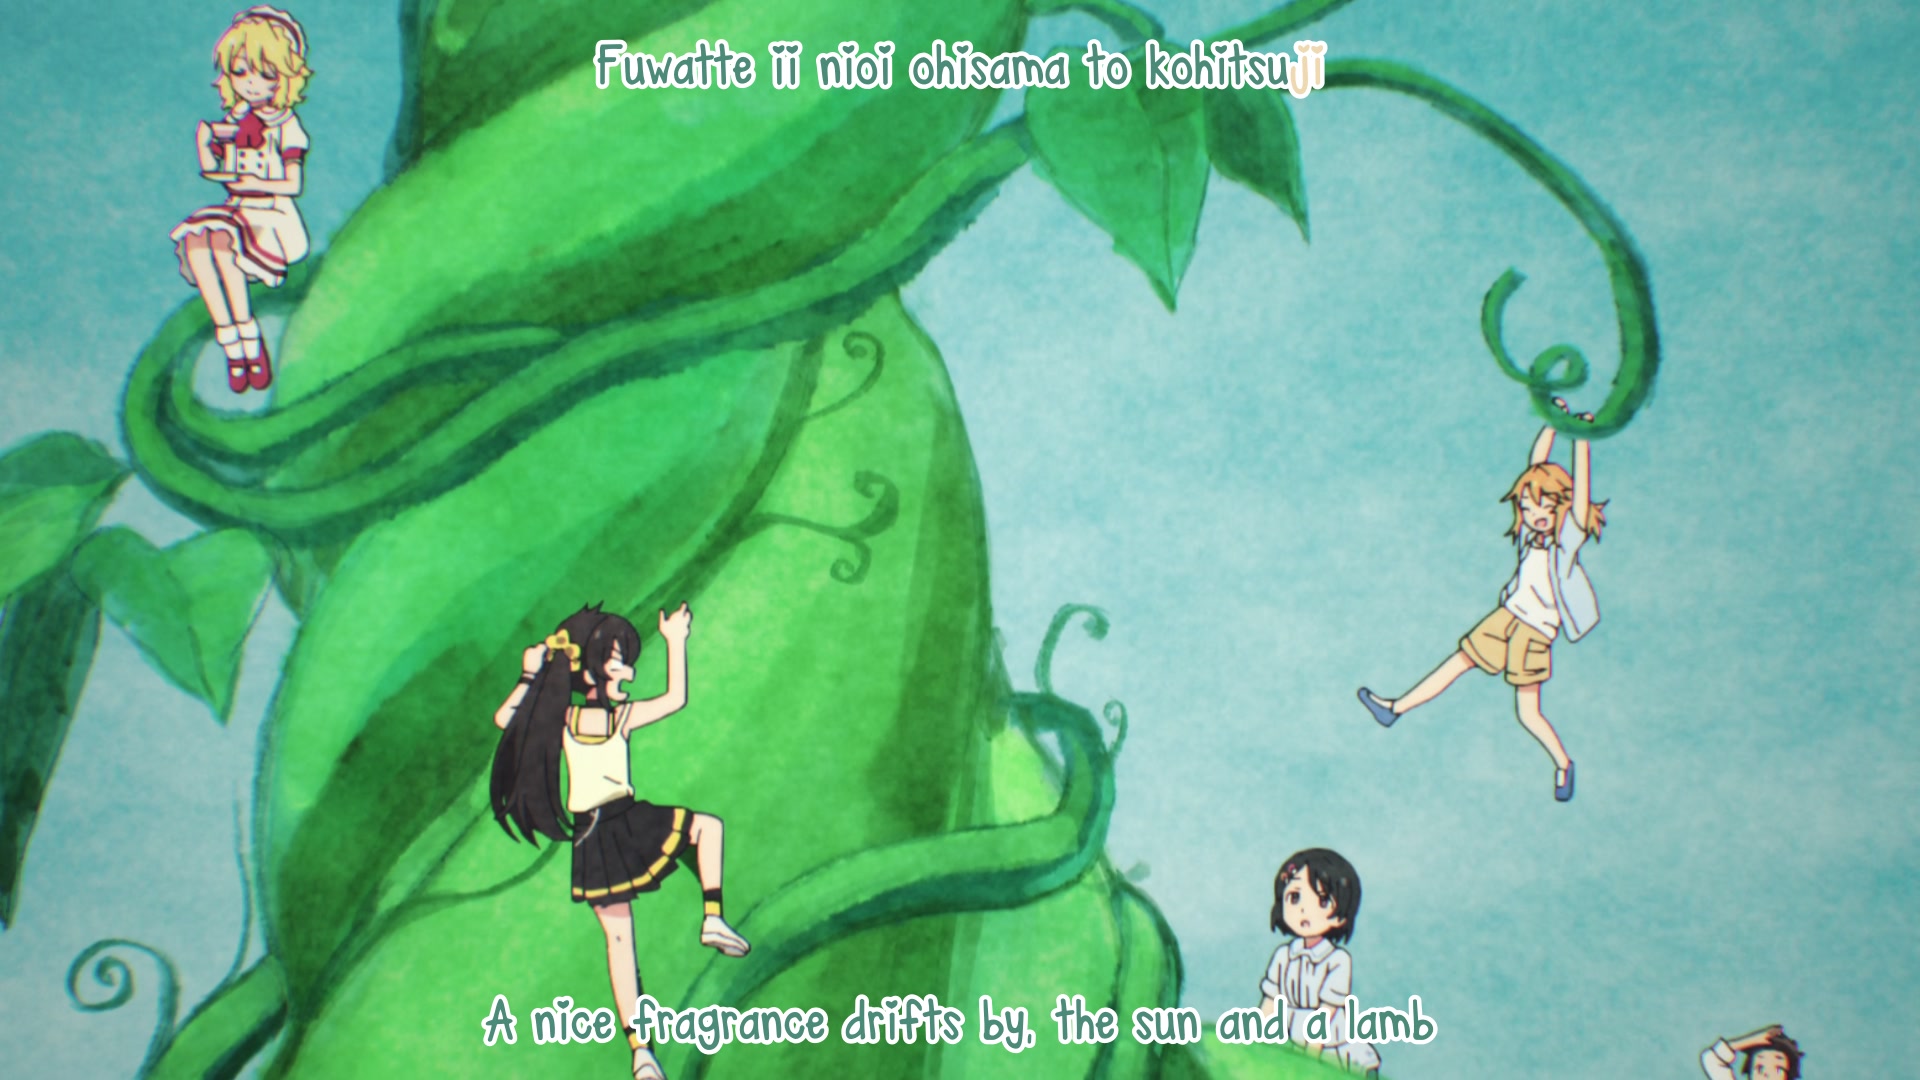 Fuwatte ii nioi ohisama to kohitsuji
A nice fragrance drifts by, the sun and a lamb